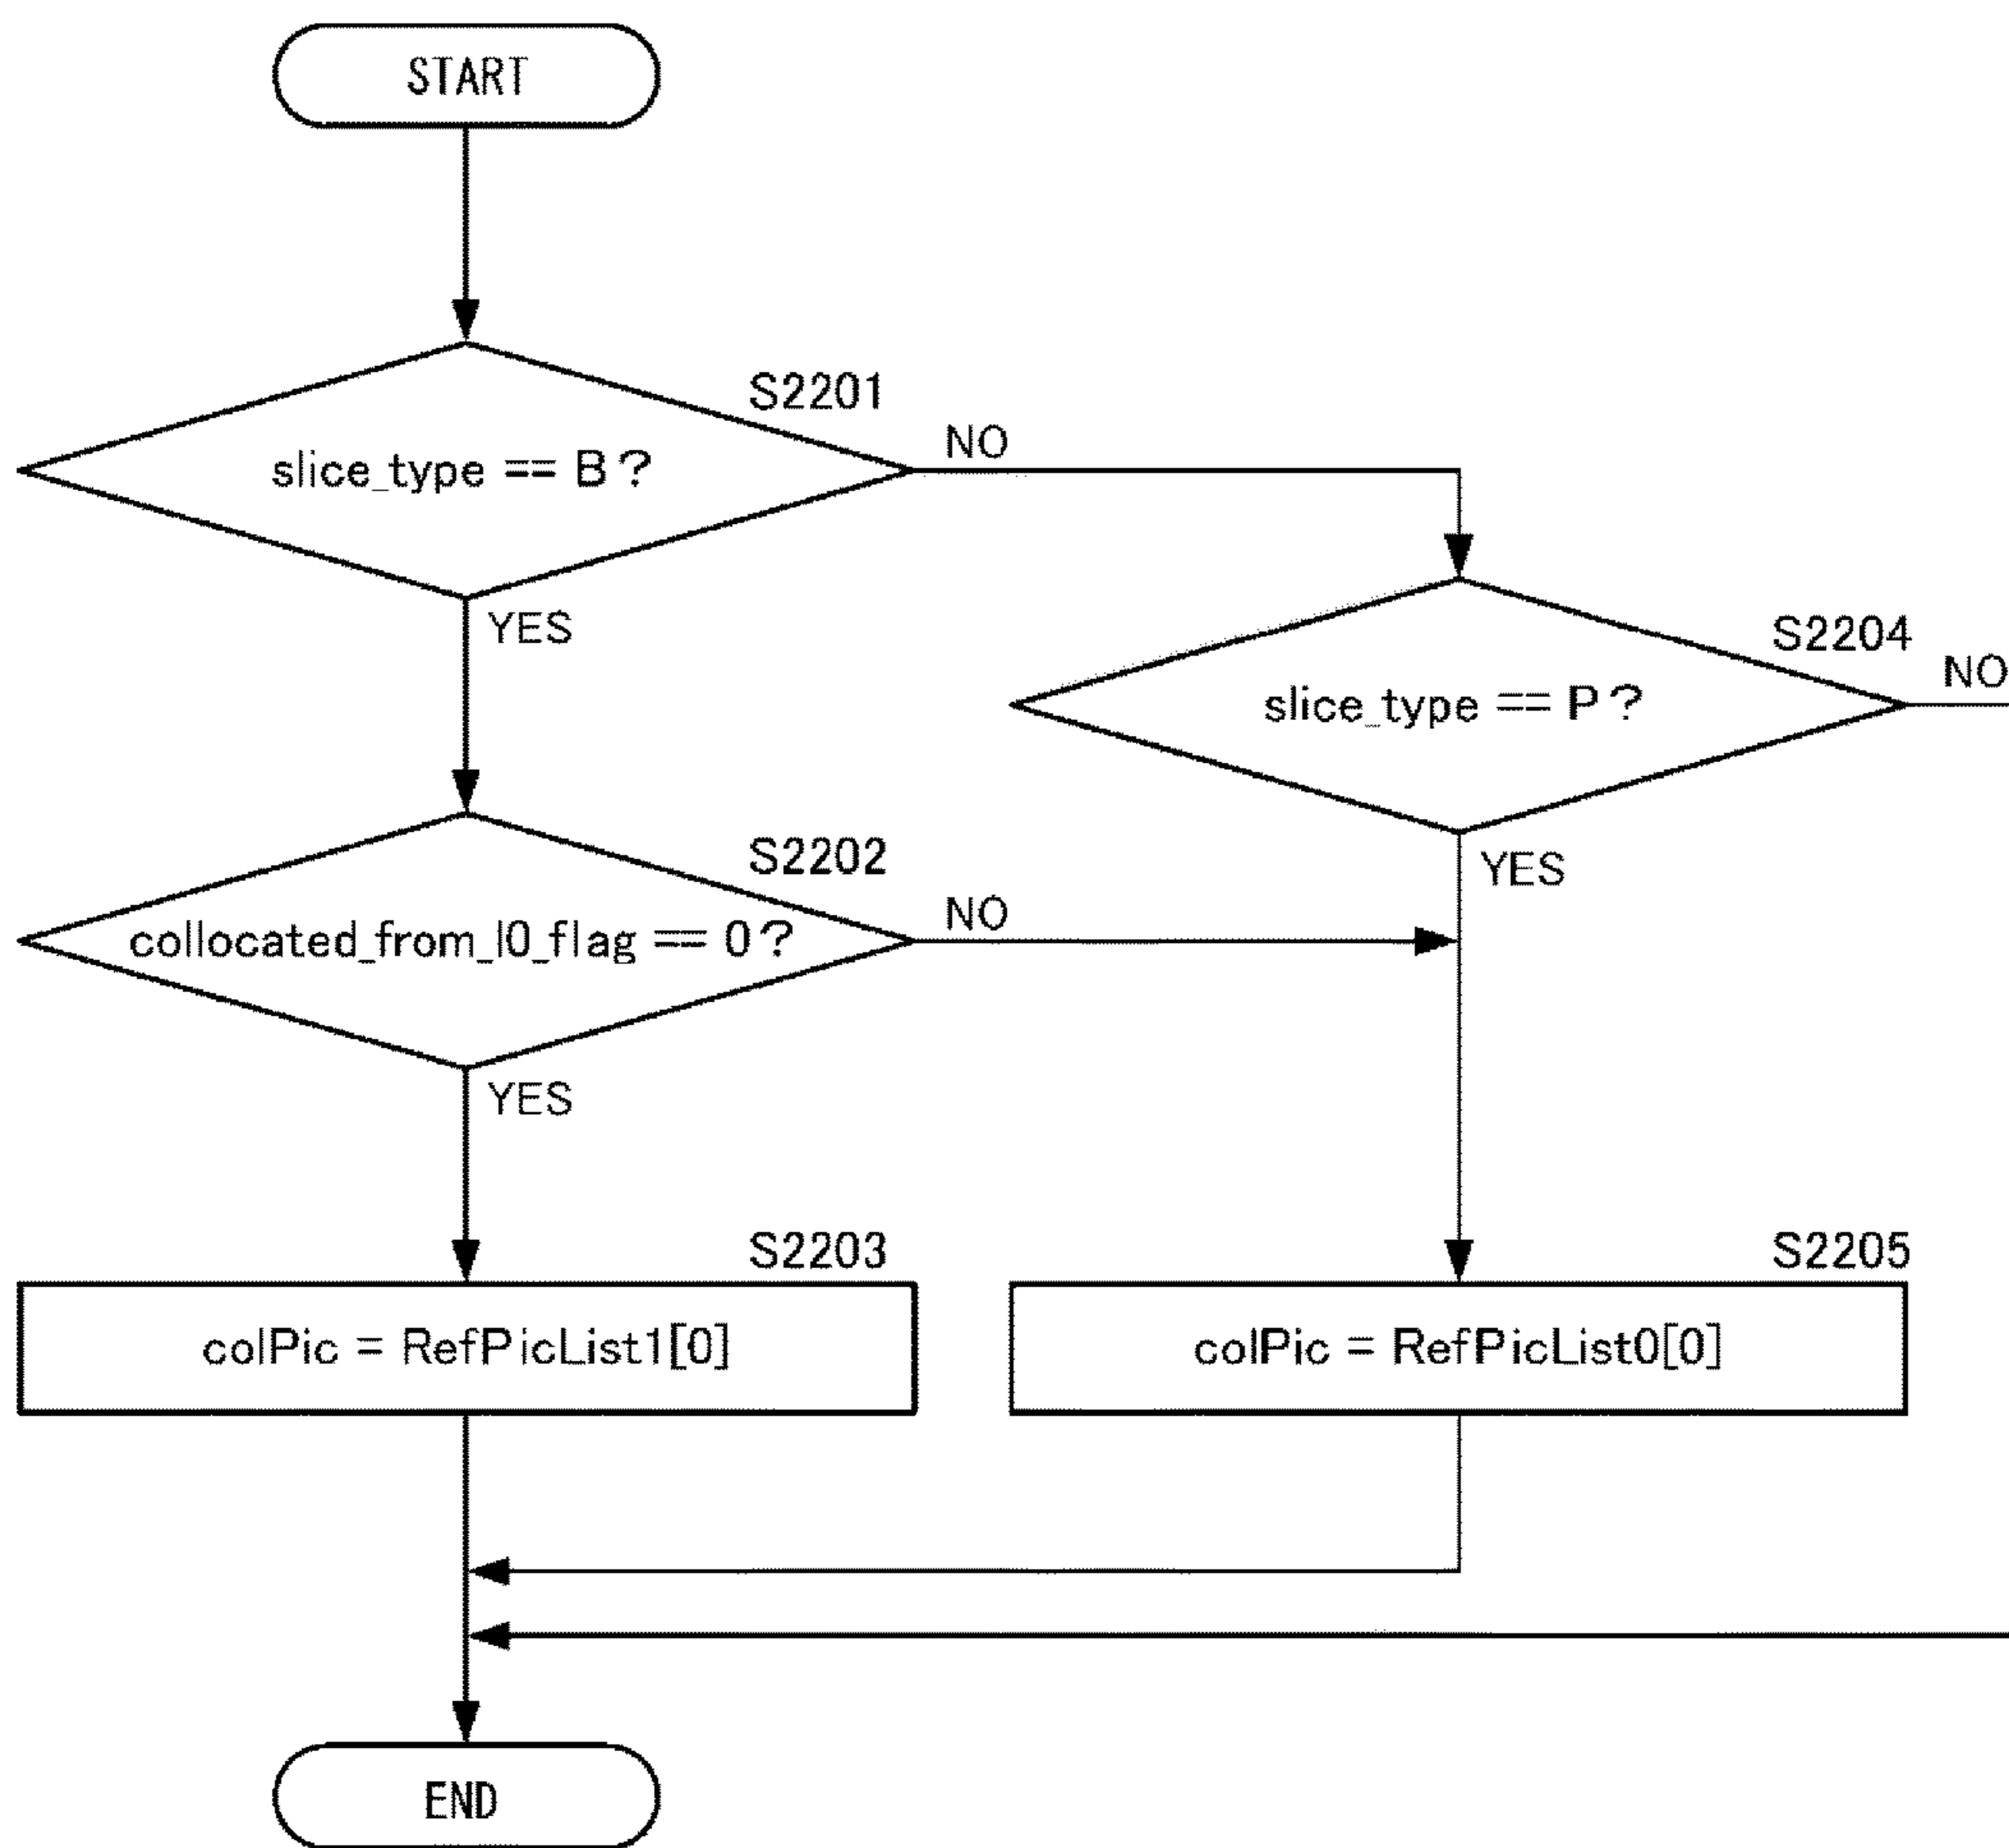 START
S2201
slice_type == B ?
NO
YES
S2204
slice_type == P ?
NO
YES
S2202
collocated_from_l0_flag == 0 ?
NO
YES
S2203
colPic = RefPicList1[0]
S2205
colPic = RefPicList0[0]
END